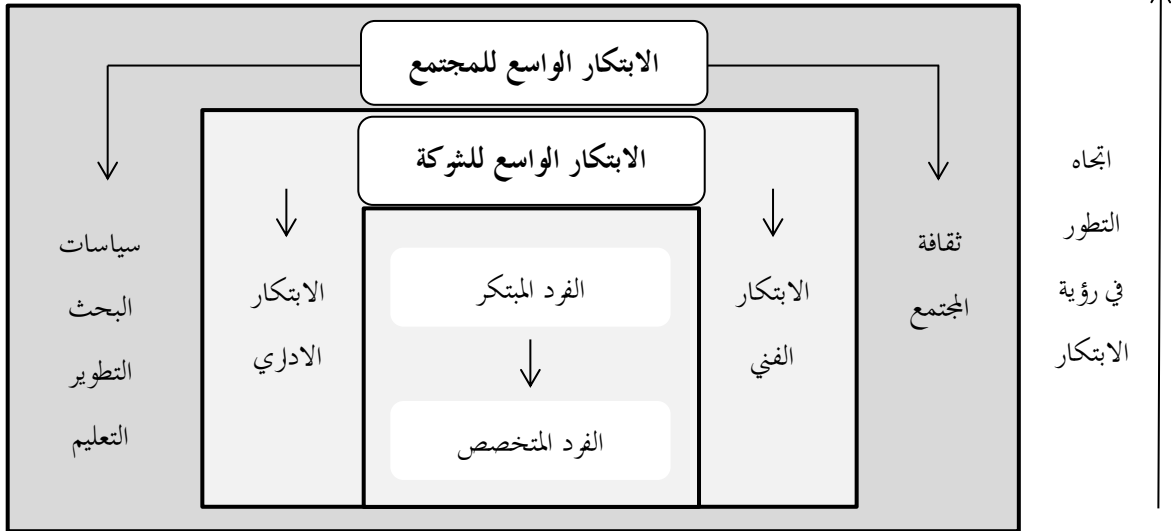 الابتكار الواسع للمجتمع
الابتكار الواسع للشركة
اتجاه
التطور
في رؤية
الابتكار
ثقافة
المجتمع
الابتكار
الفني
الفرد المبتكر
الفرد المتخصص
الابتكار
الاداري
سياسات
البحث
التطوير
التعليم